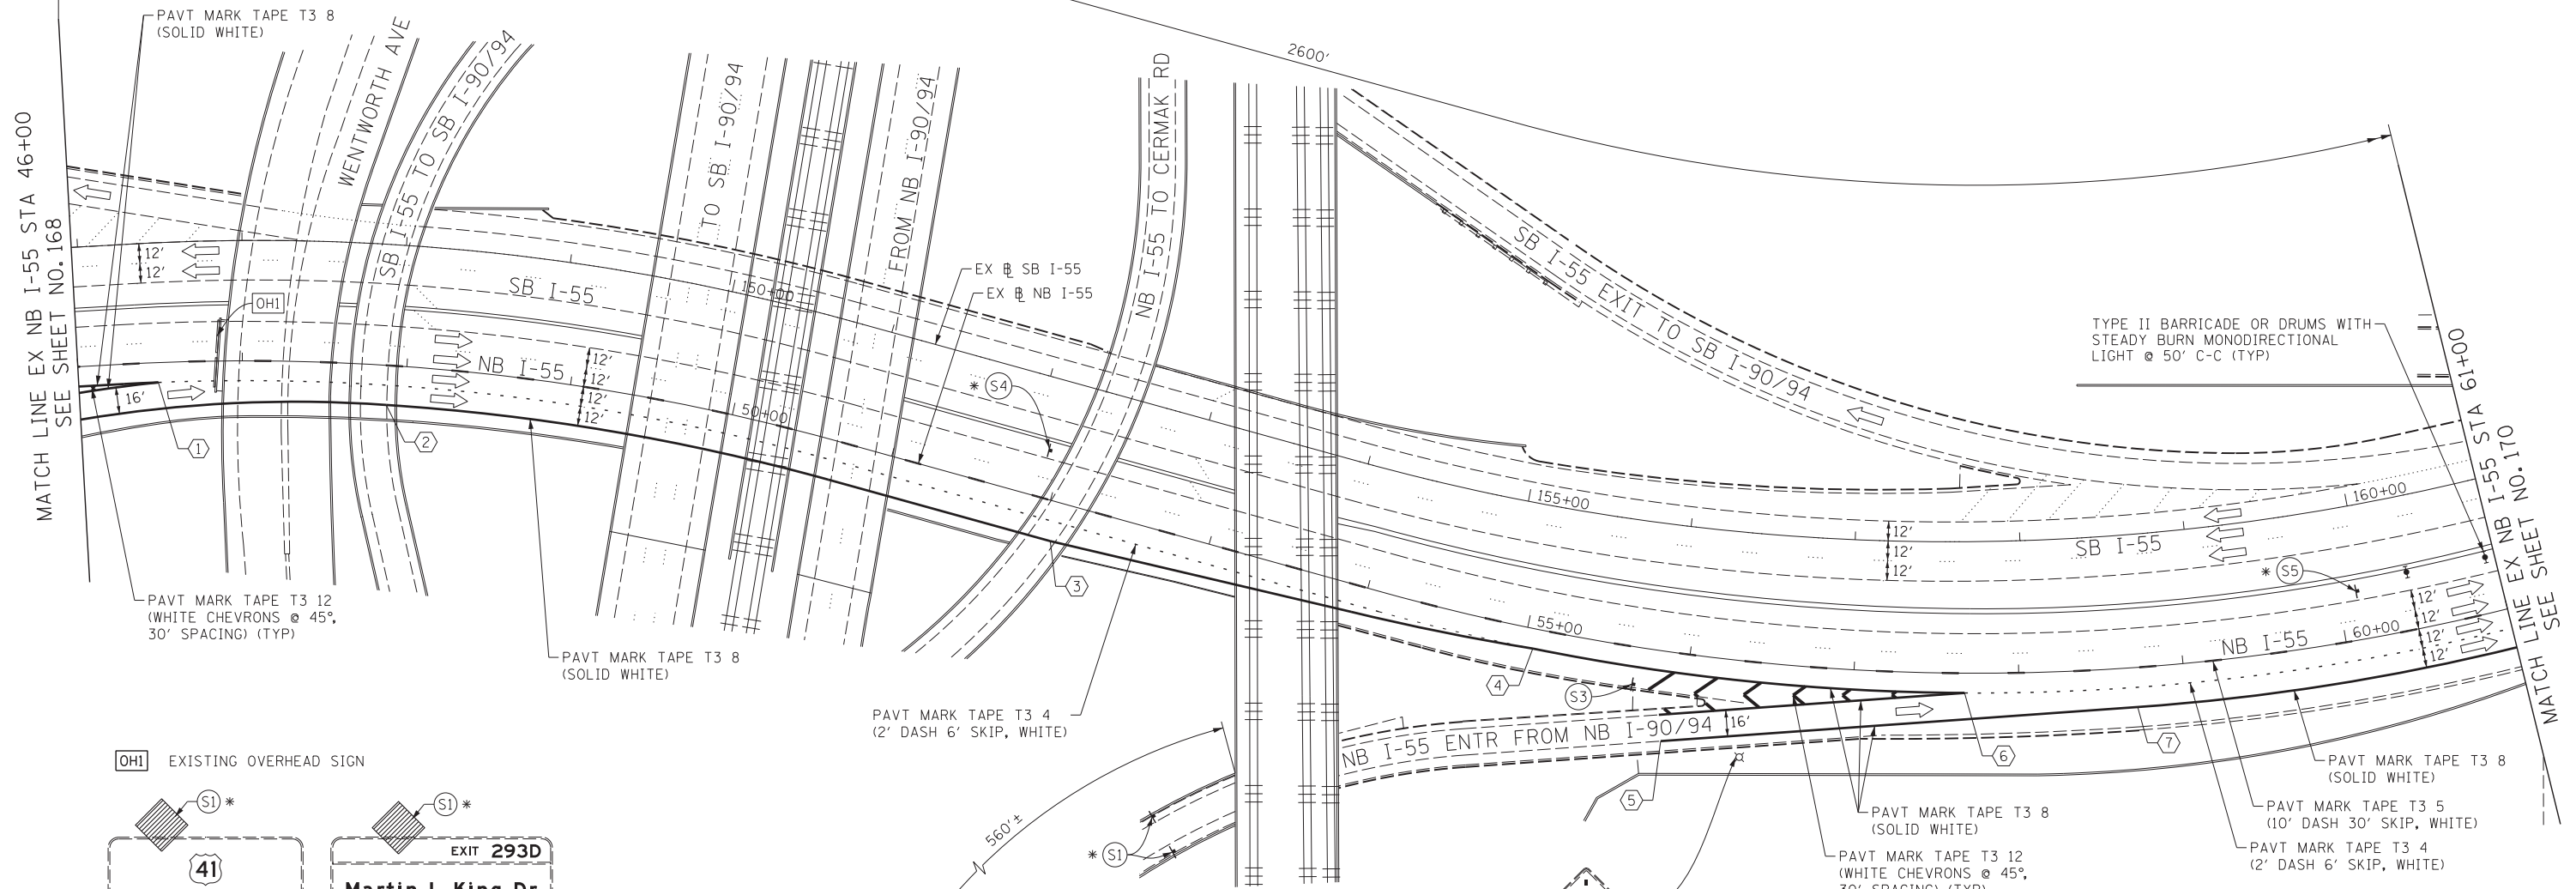 PAVT MARK TAPE T3 8
(SOLID WHITE)
MATCH LINE EX NB I-55 STA 46+00
SEE SHEET NO.168
WENTWORTH AVE
SB I-55 TO SB I-90/94
TO SB I-90/94
FROM NB I-90/94
NB I-55 TO CERMAK RD
2600'
SB I-55 EXIT TO SB I-90/94
12'
12'
OH1
SB I-55
150+00
EX BL SB I-55
EX BL NB I-55
NB I-55
12'
12'
12'
12'
50+00
* S4
16'
1
2
3
TYPE II BARRICADE OR DRUMS WITH
STEADY BURN MONODIRECTIONAL
LIGHT @ 50' C-C (TYP)
MATCH LINE EX NB I-55 STA 61+00
SEE SHEET NO.170
155+00
160+00
12'
12'
12'
SB I-55
* S5
55+00
60+00
NB I-55
12'
12'
12'
12'
PAVT MARK TAPE T3 12
(WHITE CHEVRONS @ 45°,
30' SPACING) (TYP)
PAVT MARK TAPE T3 8
(SOLID WHITE)
PAVT MARK TAPE T3 4
(2' DASH 6' SKIP, WHITE)
4
S3
16'
NB I-55 ENTR FROM NB I-90/94
5
6
7
PAVT MARK TAPE T3 8
(SOLID WHITE)
PAVT MARK TAPE T3 5
(10' DASH 30' SKIP, WHITE)
PAVT MARK TAPE T3 4
(2' DASH 6' SKIP, WHITE)
PAVT MARK TAPE T3 8
(SOLID WHITE)
PAVT MARK TAPE T3 12
(WHITE CHEVRONS @ 45°,
30' SPACING) (TYP)
560'±
* S1
OH1 EXISTING OVERHEAD SIGN
S1 *
S1 *
41
EXIT 293D
Martin L King Dr